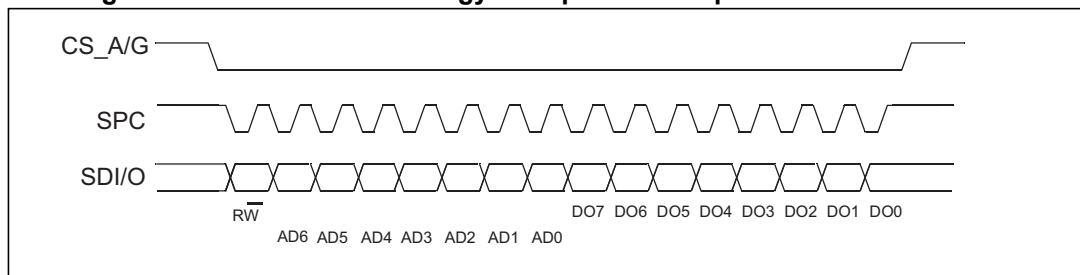 CS_A/G
SPC
SDI/O
RW
DO7 DO6 DO5 DO4 DO3 DO2 DO1 DO0
AD6 AD5 AD4 AD3 AD2 AD1 AD0